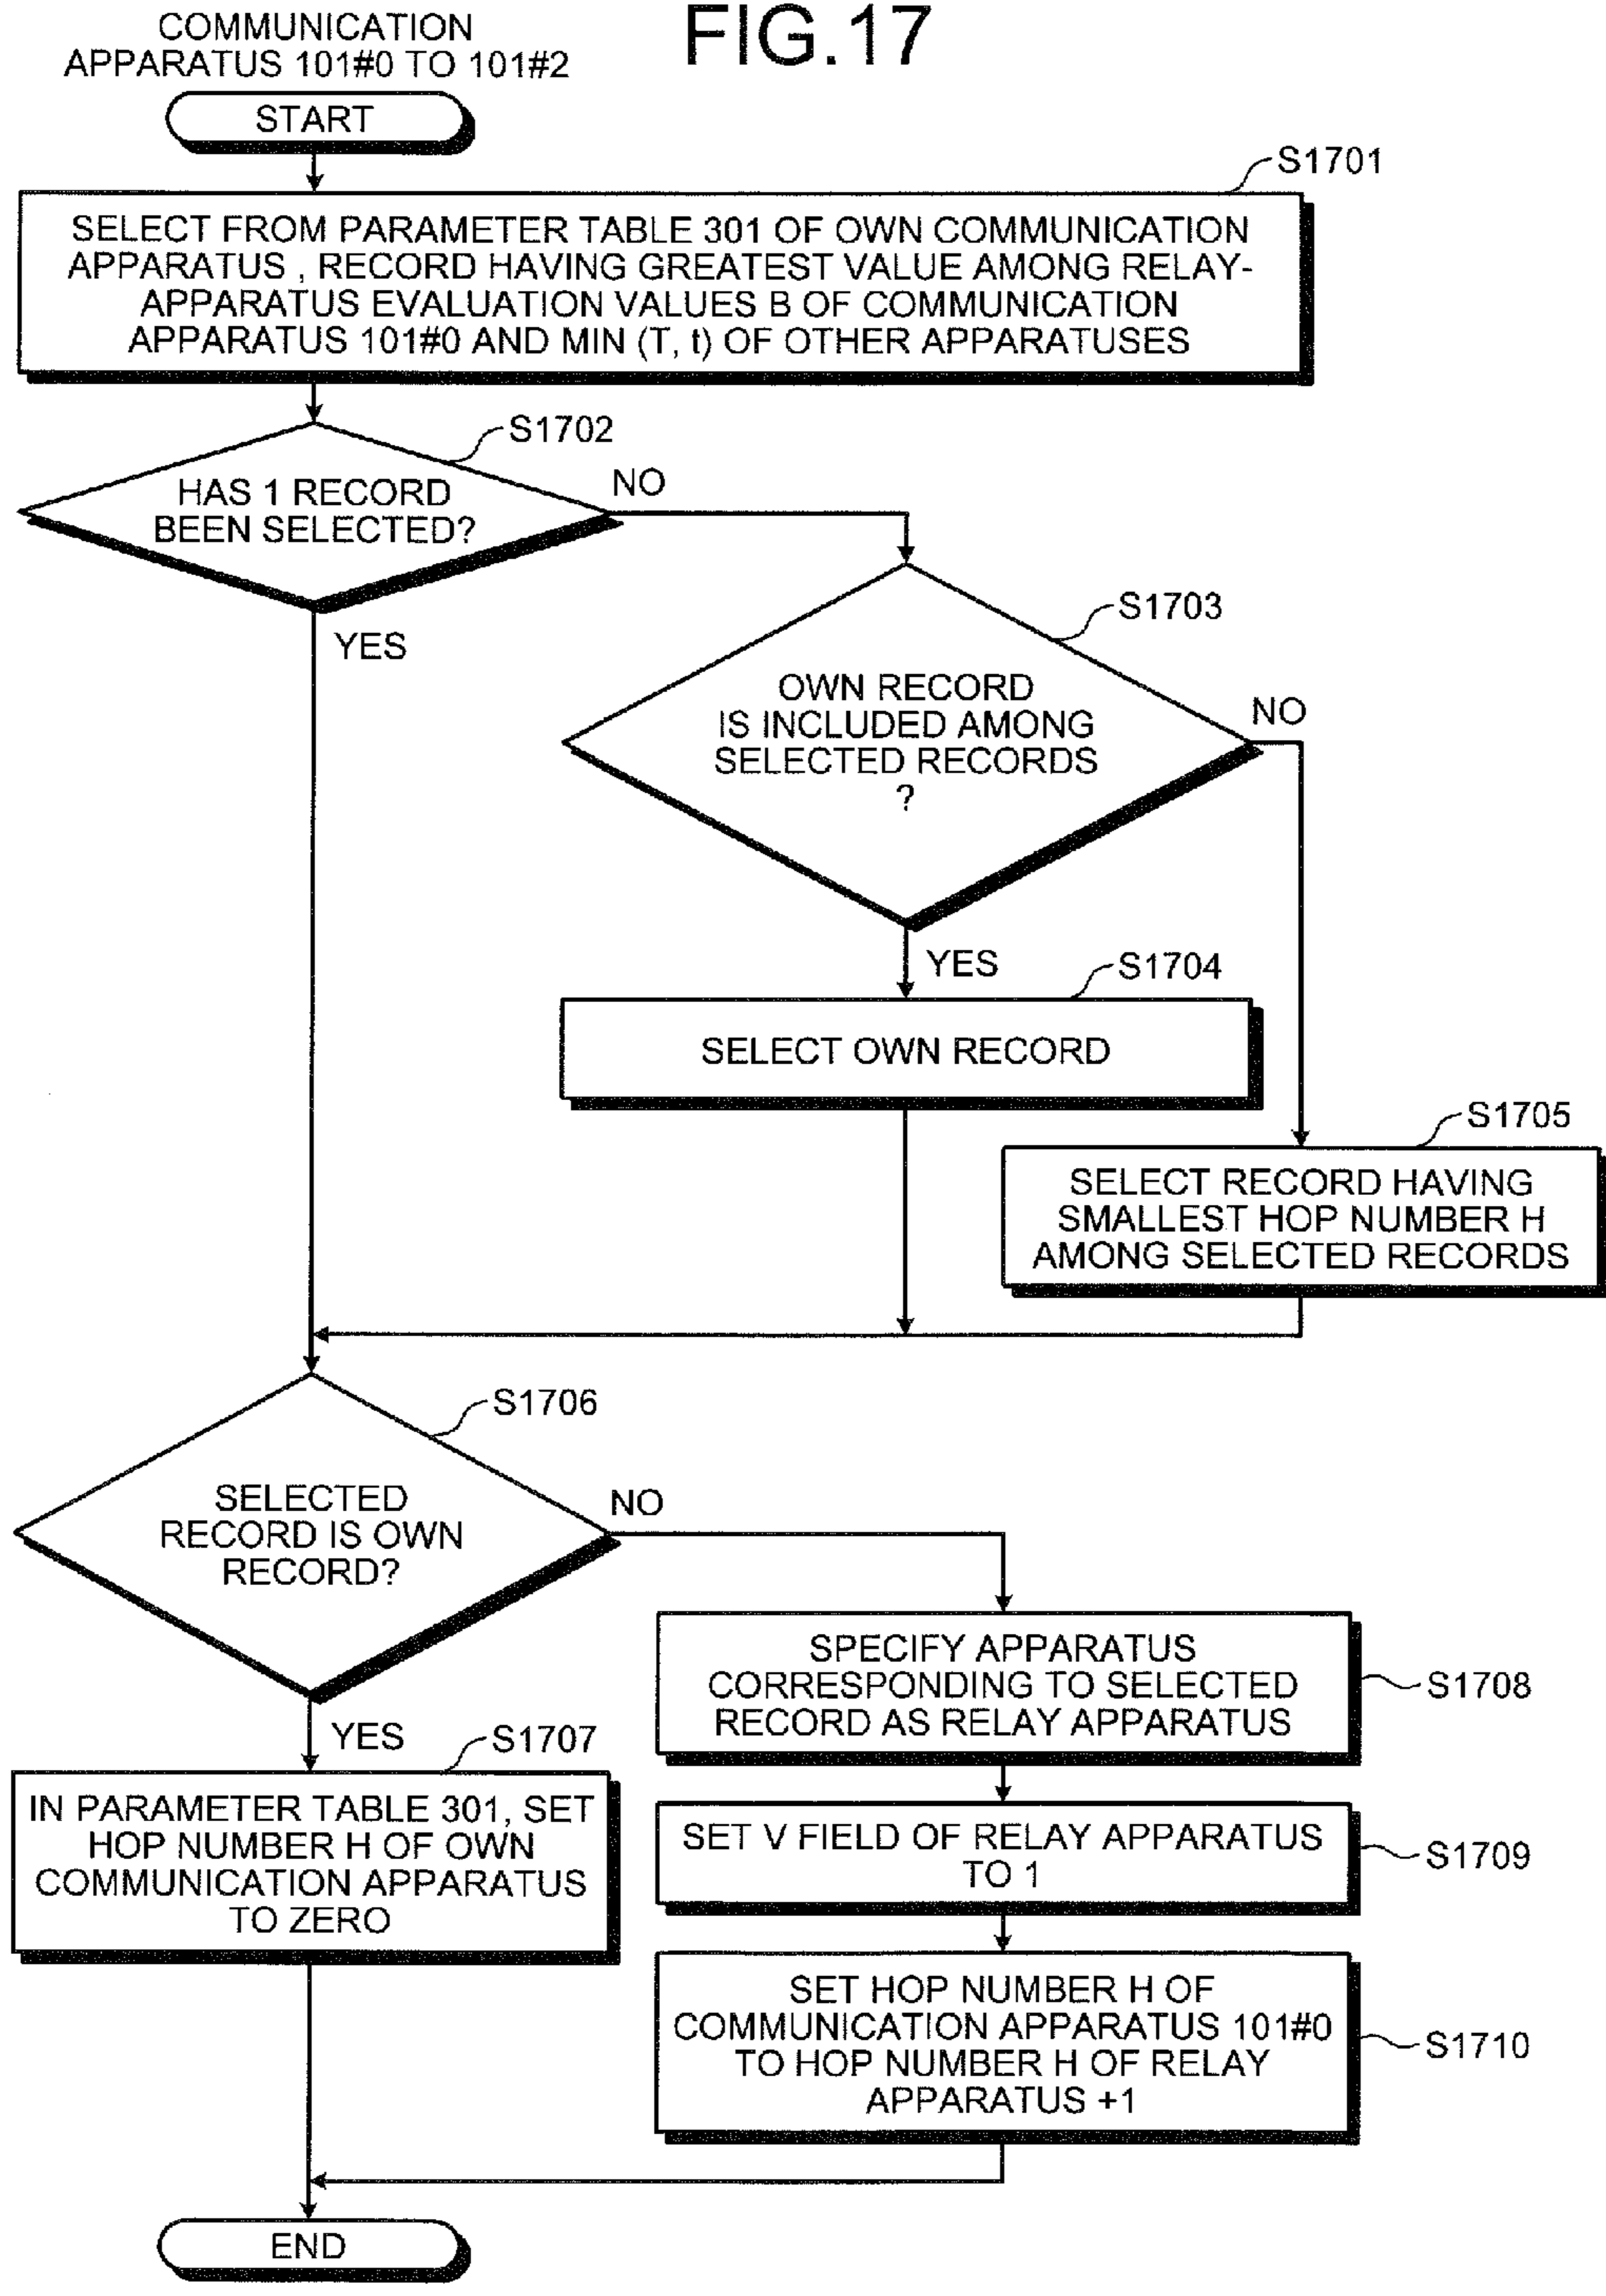 FIG.17
COMMUNICATION
APPARATUS 101#0 TO 101#2
START
S1701
SELECT FROM PARAMETER TABLE 301 OF OWN COMMUNICATION
APPARATUS , RECORD HAVING GREATEST VALUE AMONG RELAY-
APPARATUS EVALUATION VALUES B OF COMMUNICATION
APPARATUS 101#0 AND MIN (T, t) OF OTHER APPARATUSES
S1702
HAS 1 RECORD
BEEN SELECTED?
NO
YES
S1703
OWN RECORD
IS INCLUDED AMONG
SELECTED RECORDS
?
NO
YES
S1704
SELECT OWN RECORD
S1705
SELECT RECORD HAVING
SMALLEST HOP NUMBER H
AMONG SELECTED RECORDS
S1706
SELECTED
RECORD IS OWN
RECORD?
NO
YES
S1707
IN PARAMETER TABLE 301, SET
HOP NUMBER H OF OWN
COMMUNICATION APPARATUS
TO ZERO
SPECIFY APPARATUS
CORRESPONDING TO SELECTED
RECORD AS RELAY APPARATUS
S1708
SET V FIELD OF RELAY APPARATUS
TO 1
S1709
SET HOP NUMBER H OF
COMMUNICATION APPARATUS 101#0
TO HOP NUMBER H OF RELAY
APPARATUS +1
S1710
END